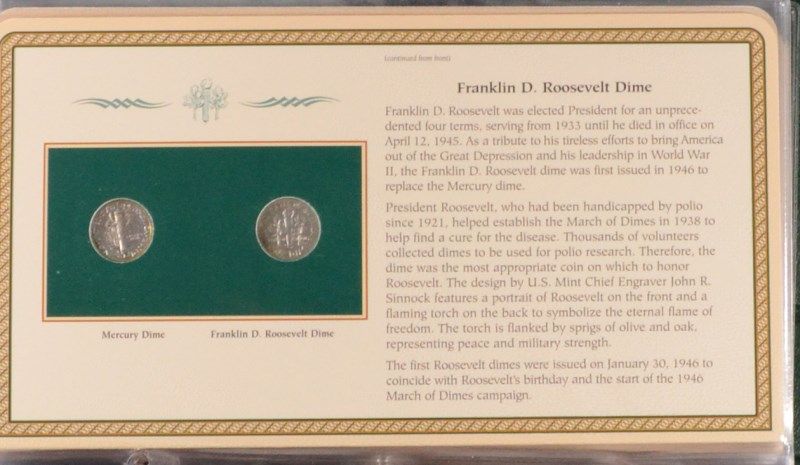 (continued from front)
Franklin D. Roosevelt Dime
Franklin D. Roosevelt was elected President for an unprece-
dented four terms, serving from 1933 until he died in office on
April 12, 1945. As a tribute to his tireless efforts to bring America
out of the Great Depression and his leadership in World War
II, the Franklin D. Roosevelt dime was first issued in 1946 to
replace the Mercury dime.
President Roosevelt, who had been handicapped by polio
since 1921, helped establish the March of Dimes in 1938 to
help find a cure for the disease. Thousands of volunteers
collected dimes to be used for polio research. Therefore, the
dime was the most appropriate coin on which to honor
Roosevelt. The design by U.S. Mint Chief Engraver John R.
Sinnock features a portrait of Roosevelt on the front and a
flaming torch on the back to symbolize the eternal flame of
freedom. The torch is flanked by sprigs of olive and oak,
representing peace and military strength.
The first Roosevelt dimes were issued on January 30, 1946 to
coincide with Roosevelt's birthday and the start of the 1946
March of Dimes campaign.
Mercury Dime
Franklin D. Roosevelt Dime